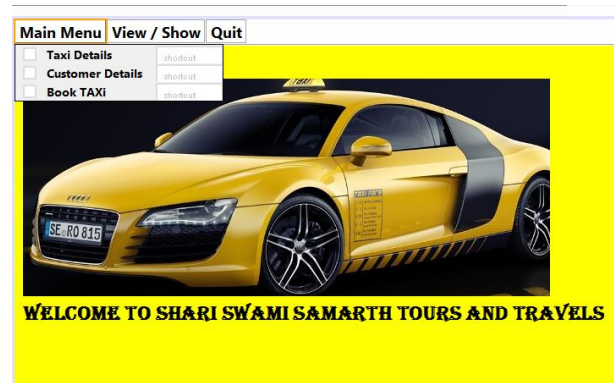 Main Menu View / Show Quit
Taxi Details shortcut
Customer Details shortcut
Book TAXi shortcut
TAXI
SE RO 815
WELCOME TO SHARI SWAMI SAMARTH TOURS AND TRAVELS